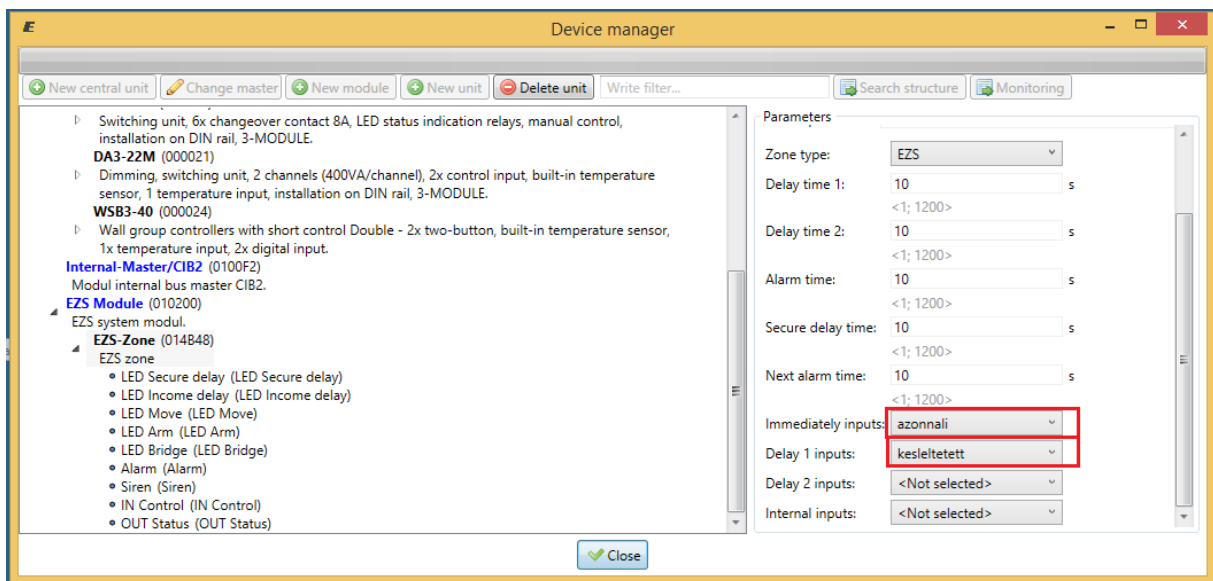 E
Device manager
New central unit Change master New module New unit Delete unit Write filter... Search structure Monitoring
Switching unit, 6x changeover contact 8A, LED status indication relays, manual control,
installation on DIN rail, 3-MODULE.
DA3-22M (000021)
Dimming, switching unit, 2 channels (400VA/channel), 2x control input, built-in temperature
sensor, 1 temperature input, installation on DIN rail, 3-MODULE.
WSB3-40 (000024)
Wall group controllers with short control Double - 2x two-button, built-in temperature sensor,
1x temperature input, 2x digital input.
Internal-Master/CIB2 (0100F2)
Modul internal bus master CIB2.
EZS Module (010200)
EZS system modul.
EZS-Zone (014B48)
EZS zone
LED Secure delay (LED Secure delay)
LED Income delay (LED Income delay)
LED Move (LED Move)
LED Arm (LED Arm)
LED Bridge (LED Bridge)
Alarm (Alarm)
Siren (Siren)
IN Control (IN Control)
OUT Status (OUT Status)
Parameters
Zone type: EZS
Delay time 1: 10 s
<1; 1200>
Delay time 2: 10 s
<1; 1200>
Alarm time: 10 s
<1; 1200>
Secure delay time: 10 s
<1; 1200>
Next alarm time: 10 s
<1; 1200>
Immediately inputs: azonnali
Delay 1 inputs: kesleltetett
Delay 2 inputs: <Not selected>
Internal inputs: <Not selected>
Close